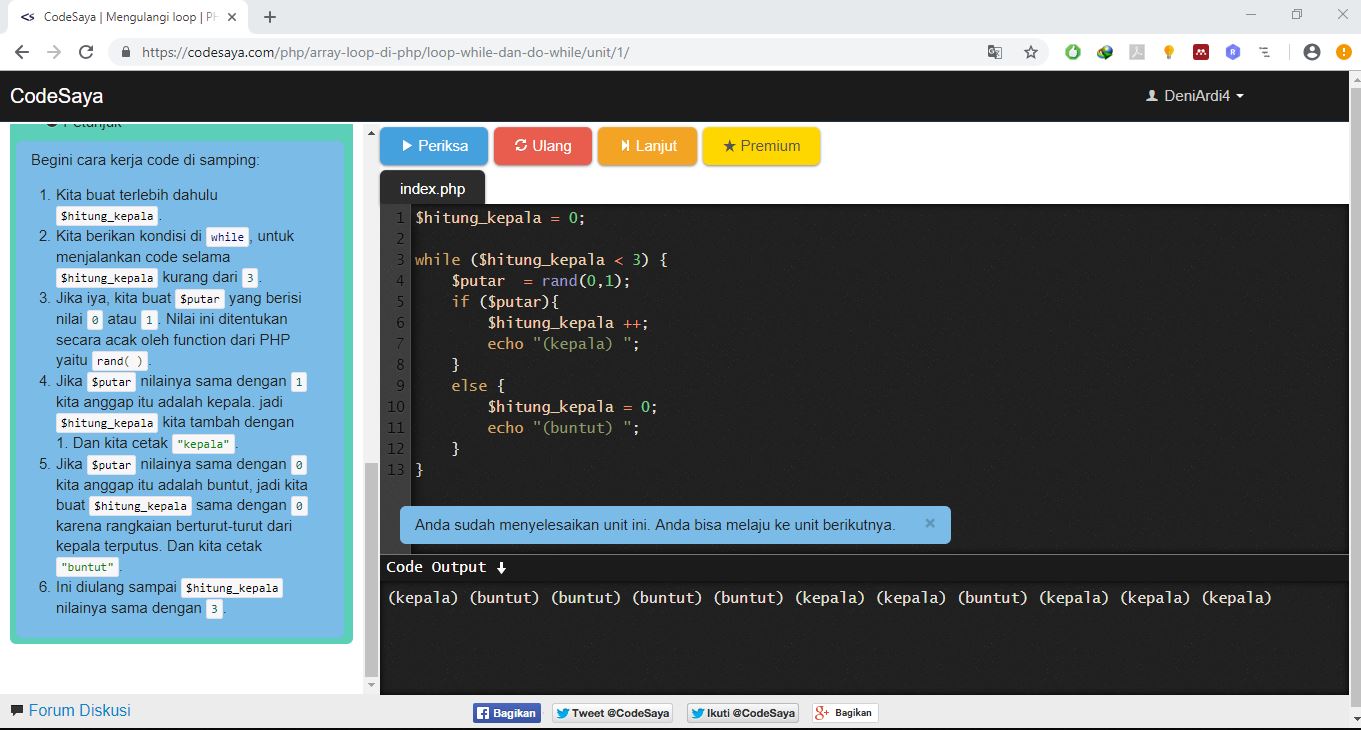 CodeSaya | Mengulangi loop | PH
https://codesaya.com/php/array-loop-di-php/loop-while-dan-do-while/unit/1/
CodeSaya
DeniArdi4
Petunjuk
Begini cara kerja code di samping:
1. Kita buat terlebih dahulu
$hitung_kepala.
2. Kita berikan kondisi di while, untuk
menjalankan code selama
$hitung_kepala kurang dari 3.
3. Jika iya, kita buat $putar yang berisi
nilai 0 atau 1. Nilai ini ditentukan
secara acak oleh function dari PHP
yaitu rand( ).
4. Jika $putar nilainya sama dengan 1
kita anggap itu adalah kepala. jadi
$hitung_kepala kita tambah dengan
1. Dan kita cetak "kepala".
5. Jika $putar nilainya sama dengan 0
kita anggap itu adalah buntut, jadi kita
buat $hitung_kepala sama dengan 0
karena rangkaian berturut-turut dari
kepala terputus. Dan kita cetak
"buntut".
6. Ini diulang sampai $hitung_kepala
nilainya sama dengan 3.
Periksa
Ulang
Lanjut
Premium
index.php
1 $hitung_kepala = 0;
2
3 while ($hitung_kepala < 3) {
4     $putar  = rand(0,1);
5     if ($putar){
6         $hitung_kepala ++;
7         echo "(kepala) ";
8     }
9     else {
10         $hitung_kepala = 0;
11         echo "(buntut) ";
12     }
13 }
Anda sudah menyelesaikan unit ini. Anda bisa melaju ke unit berikutnya. ×
Code Output
(kepala) (buntut) (buntut) (buntut) (buntut) (kepala) (kepala) (buntut) (kepala) (kepala) (kepala)
Forum Diskusi
Bagikan
Tweet @CodeSaya
Ikuti @CodeSaya
Bagikan